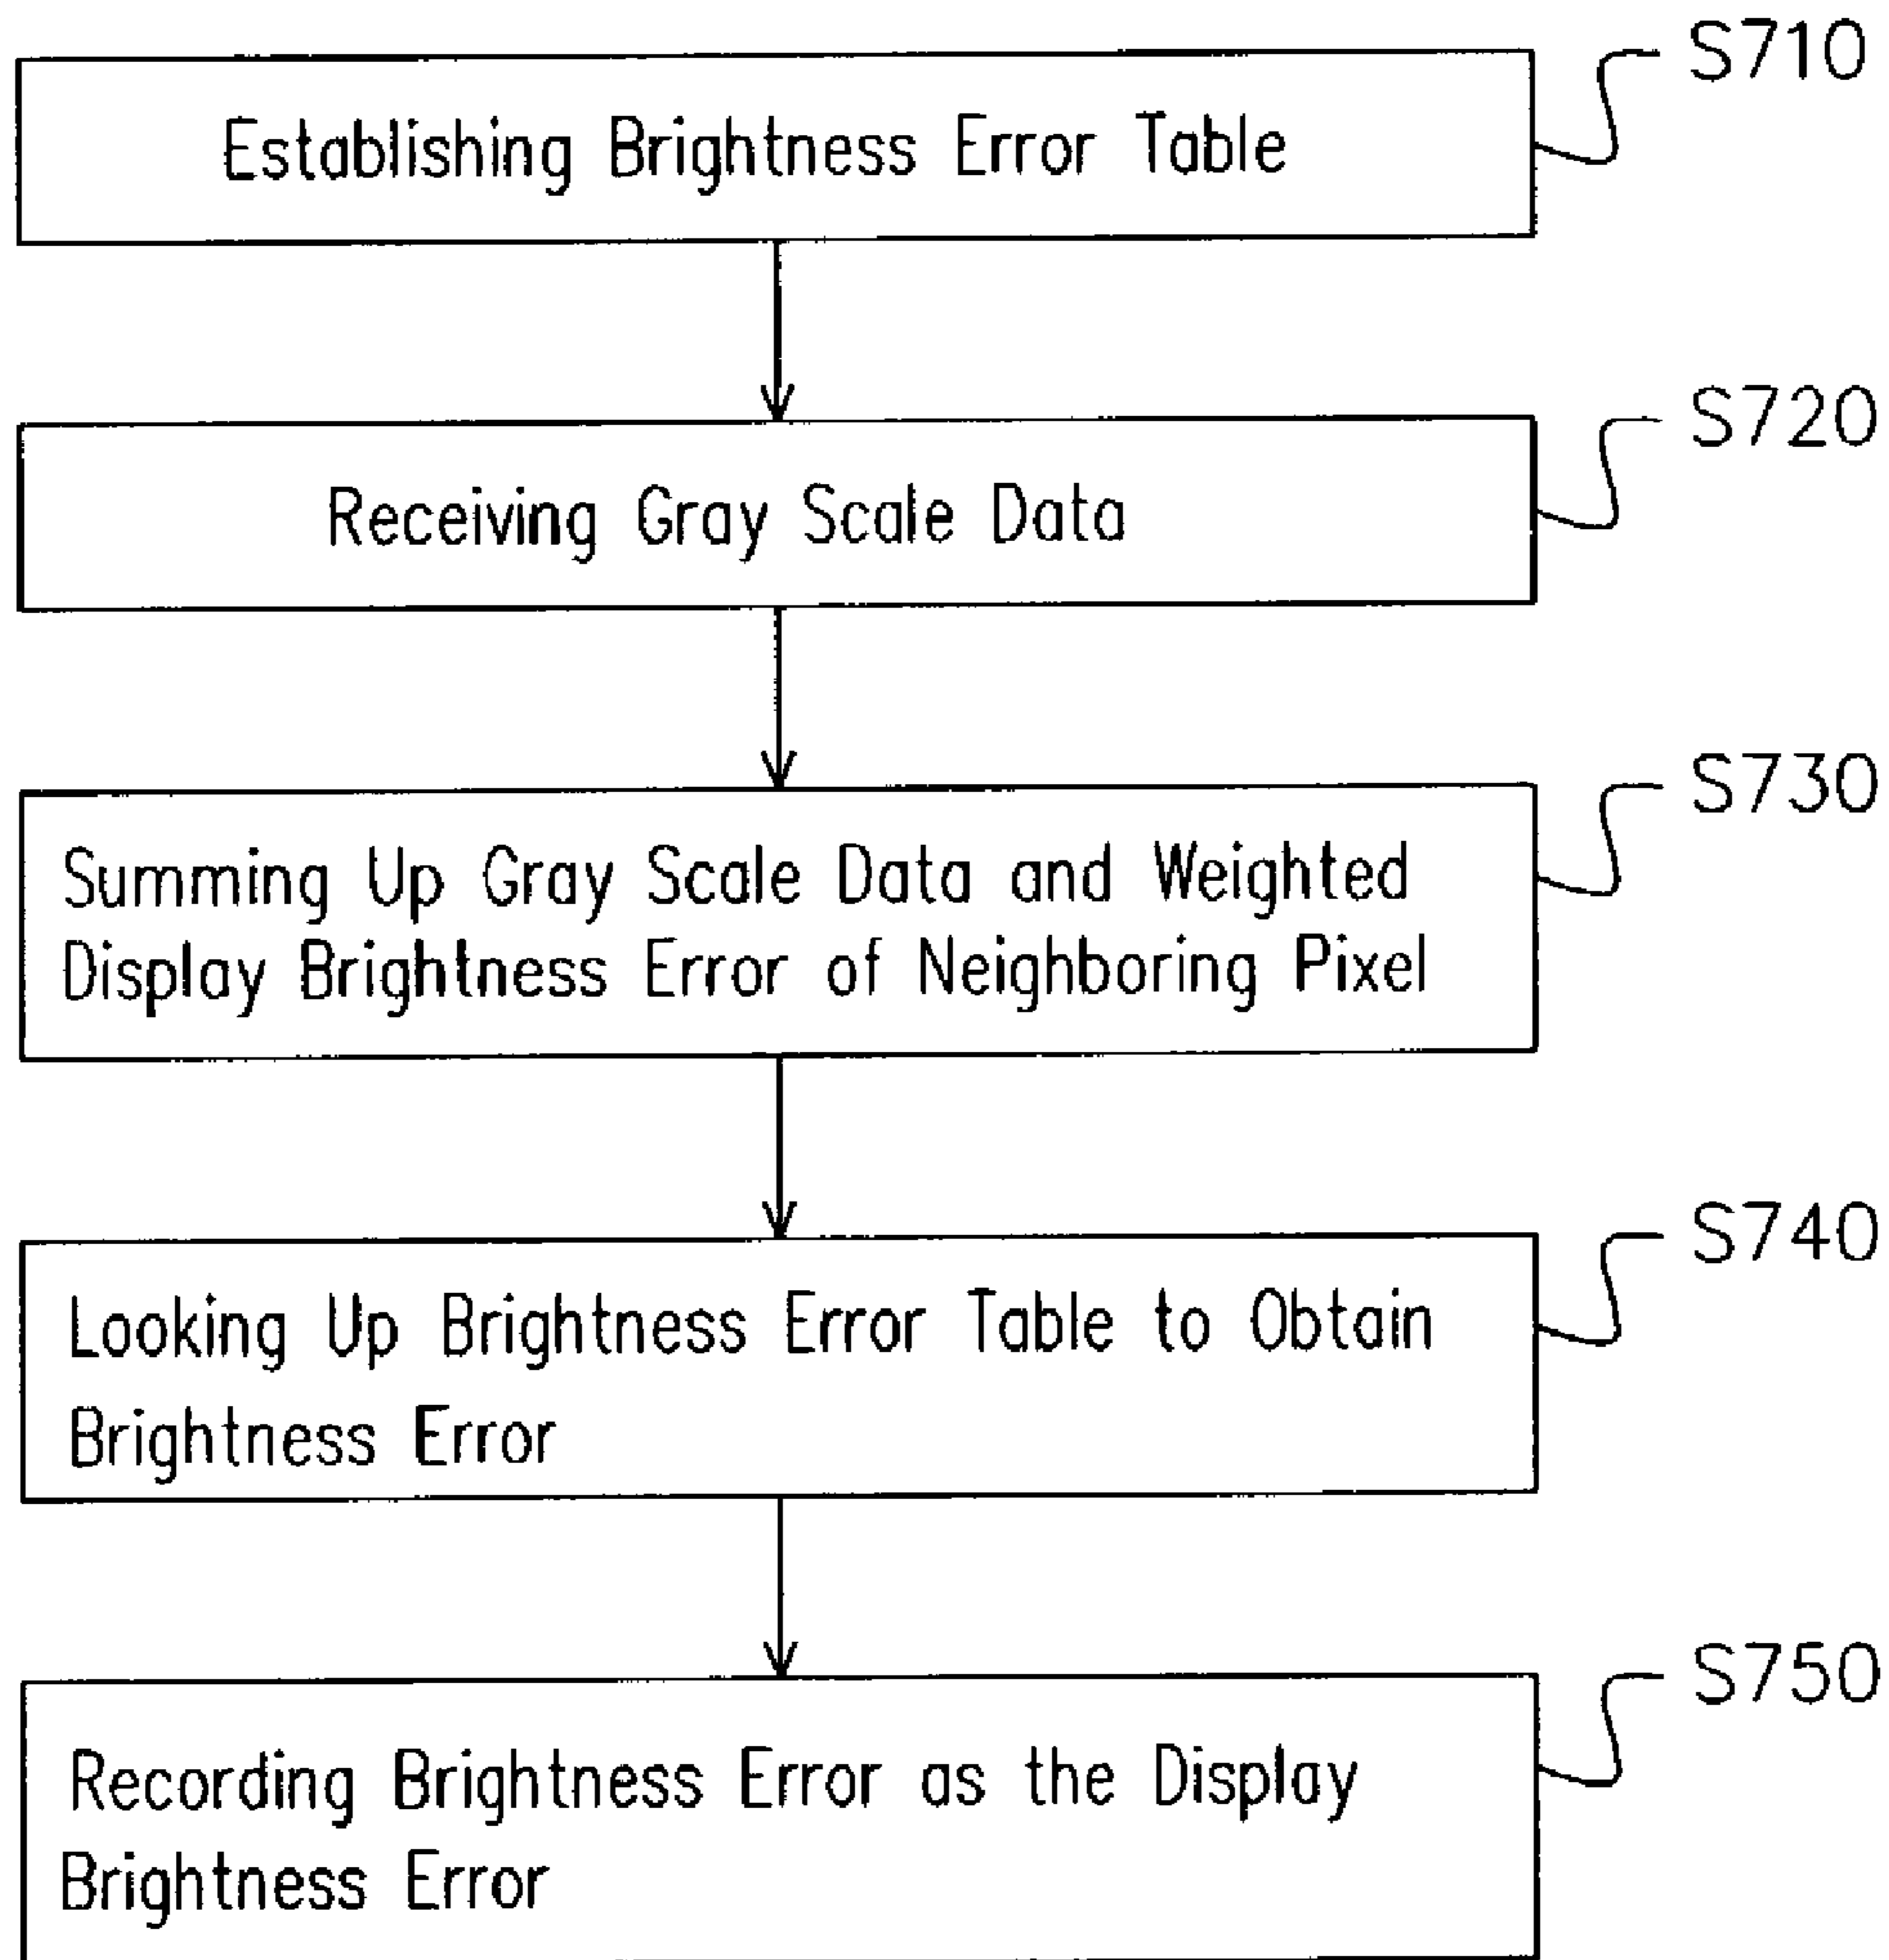 S710
Establishing Brightness Error Table
S720
Receiving Gray Scale Data
S730
Summing Up Gray Scale Data and Weighted
Display Brightness Error of Neighboring Pixel
S740
Looking Up Brightness Error Table to Obtain
Brightness Error
S750
Recording Brightness Error as the Display
Brightness Error